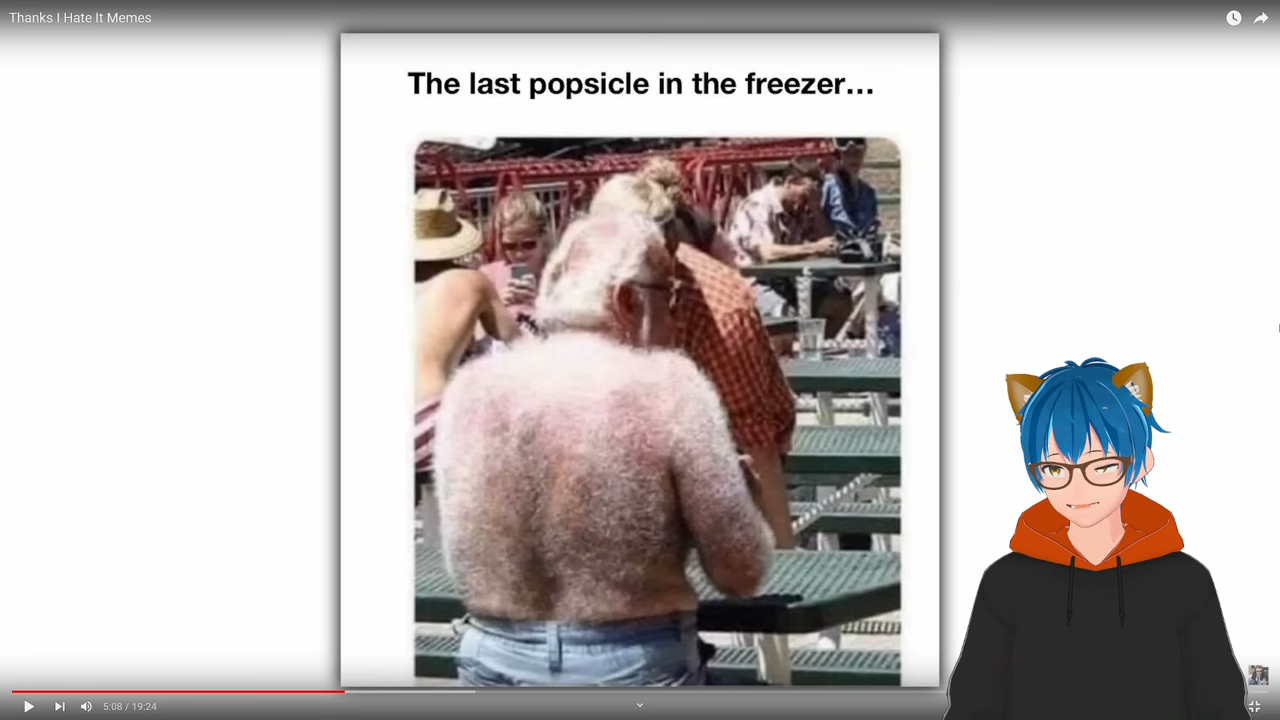 Thanks I Hate It Memes
The last popsicle in the freezer...
5:08 / 19:24